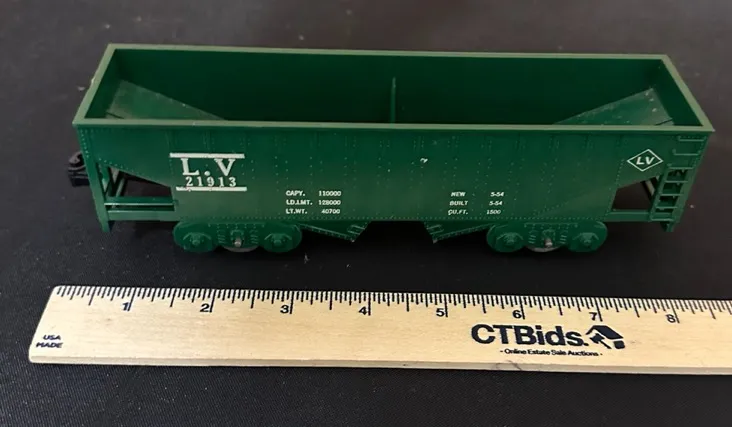 L.V
21913
CAPY. 110000
LD.LMT. 128000
LT.WT. 40700
NEW 5-54
BUILT 5-54
CU.FT. 1500
LV
1 2 3 4 5 6 7 8
USA
MADE
CTBids.
- Online Estate Sale Auctions -